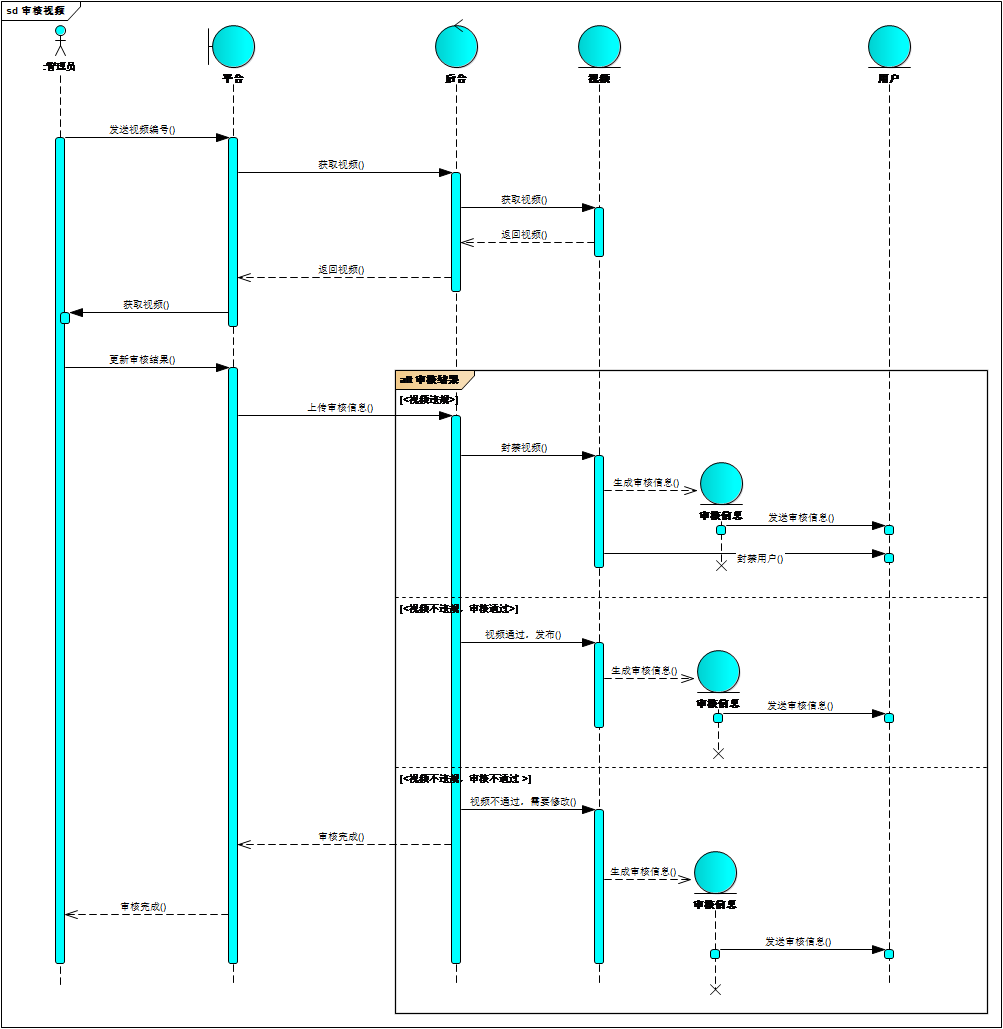 sd 审核视频
:管理员
平台
后台
视频
用户
发送视频编号()
获取视频()
获取视频()
返回视频()
返回视频()
获取视频()
更新审核结果()
alt 审核结果
[<视频违规>]
上传审核信息()
封禁视频()
生成审核信息()
审核信息
发送审核信息()
封禁用户()
[<视频不违规，审核通过>]
视频通过，发布()
生成审核信息()
审核信息
发送审核信息()
[<视频不违规，审核不通过 >]
视频不通过，需要修改()
审核完成()
生成审核信息()
审核信息
审核完成()
发送审核信息()